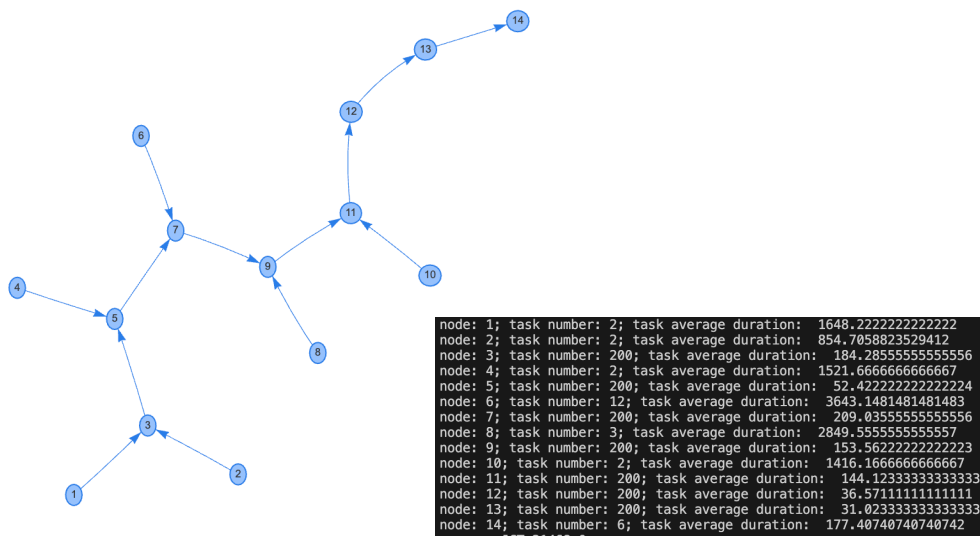 14
13
12
6
11
7
9
10
4
5
8
3
2
1
node: 1; task number: 2; task average duration:  1648.2222222222222
node: 2; task number: 2; task average duration:  854.7058823529412
node: 3; task number: 200; task average duration:  184.28555555555556
node: 4; task number: 2; task average duration:  1521.6666666666667
node: 5; task number: 200; task average duration:  52.422222222222224
node: 6; task number: 12; task average duration:  3643.1481481481483
node: 7; task number: 200; task average duration:  209.03555555555556
node: 8; task number: 3; task average duration:  2849.5555555555557
node: 9; task number: 200; task average duration:  153.56222222222223
node: 10; task number: 2; task average duration:  1416.1666666666667
node: 11; task number: 200; task average duration:  144.12333333333333
node: 12; task number: 200; task average duration:  36.57111111111111
node: 13; task number: 200; task average duration:  31.023333333333333
node: 14; task number: 6; task average duration:  177.40740740740742